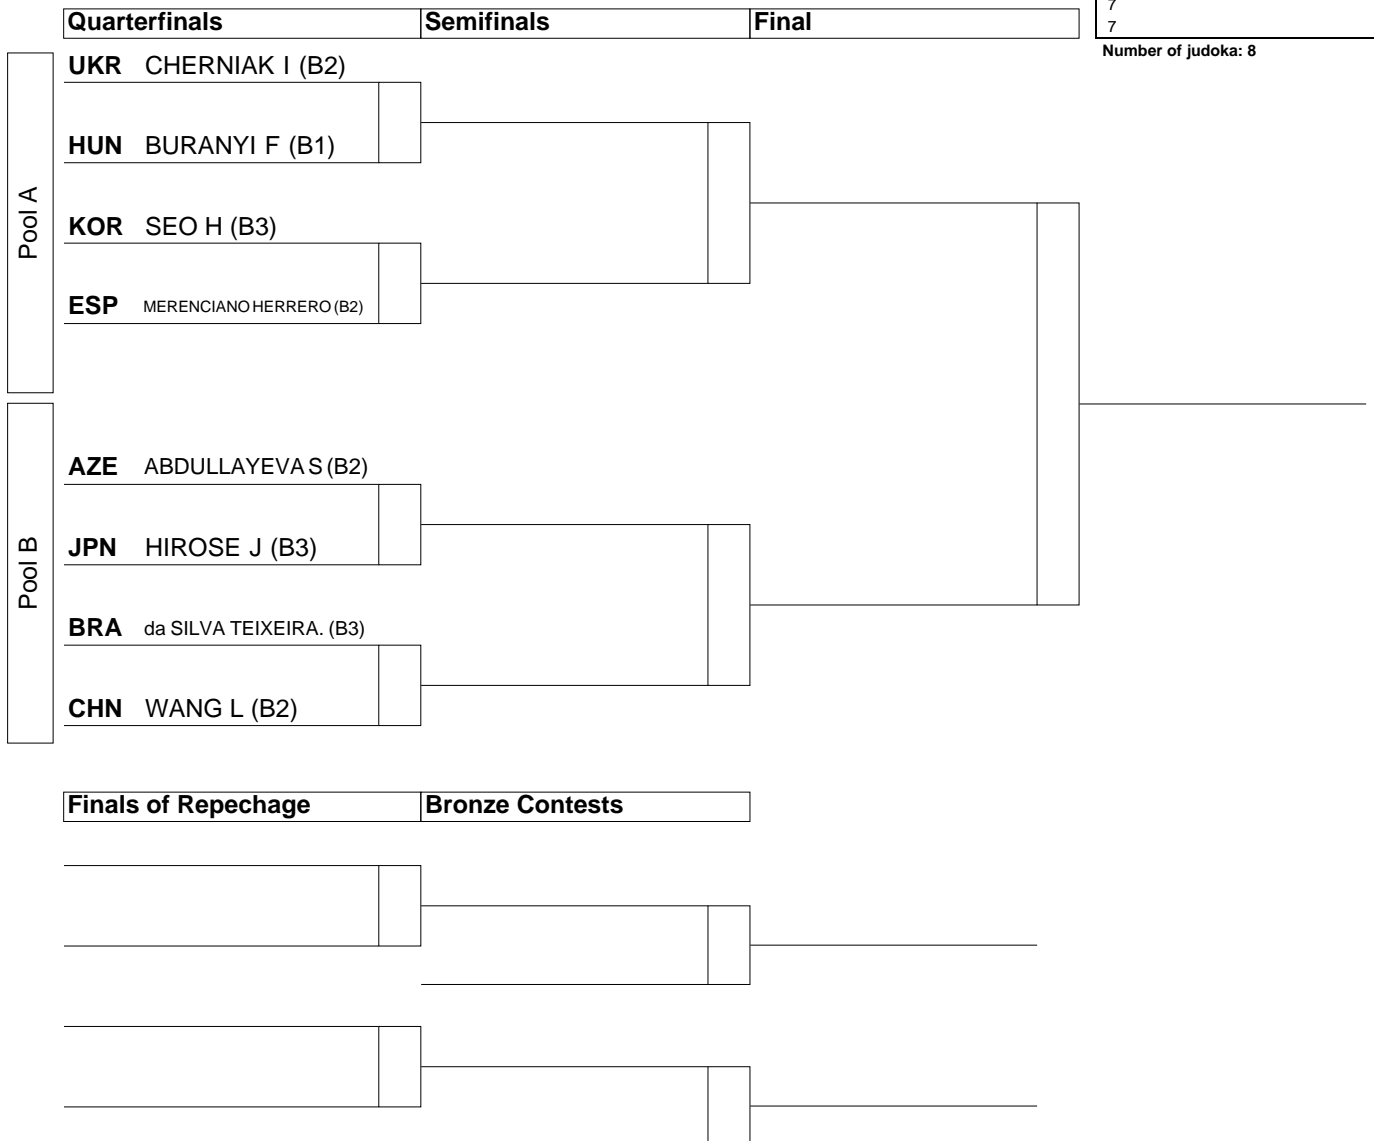 7
7
Number of judoka: 8
Quarterfinals Semifinals Final
Pool A
UKR CHERNIAK I (B2)
HUN BURANYI F (B1)
KOR SEO H (B3)
ESP MERENCIANO HERRERO (B2)
Pool B
AZE ABDULLAYEVA S (B2)
JPN HIROSE J (B3)
BRA da SILVA TEIXEIRA. (B3)
CHN WANG L (B2)
Finals of Repechage Bronze Contests